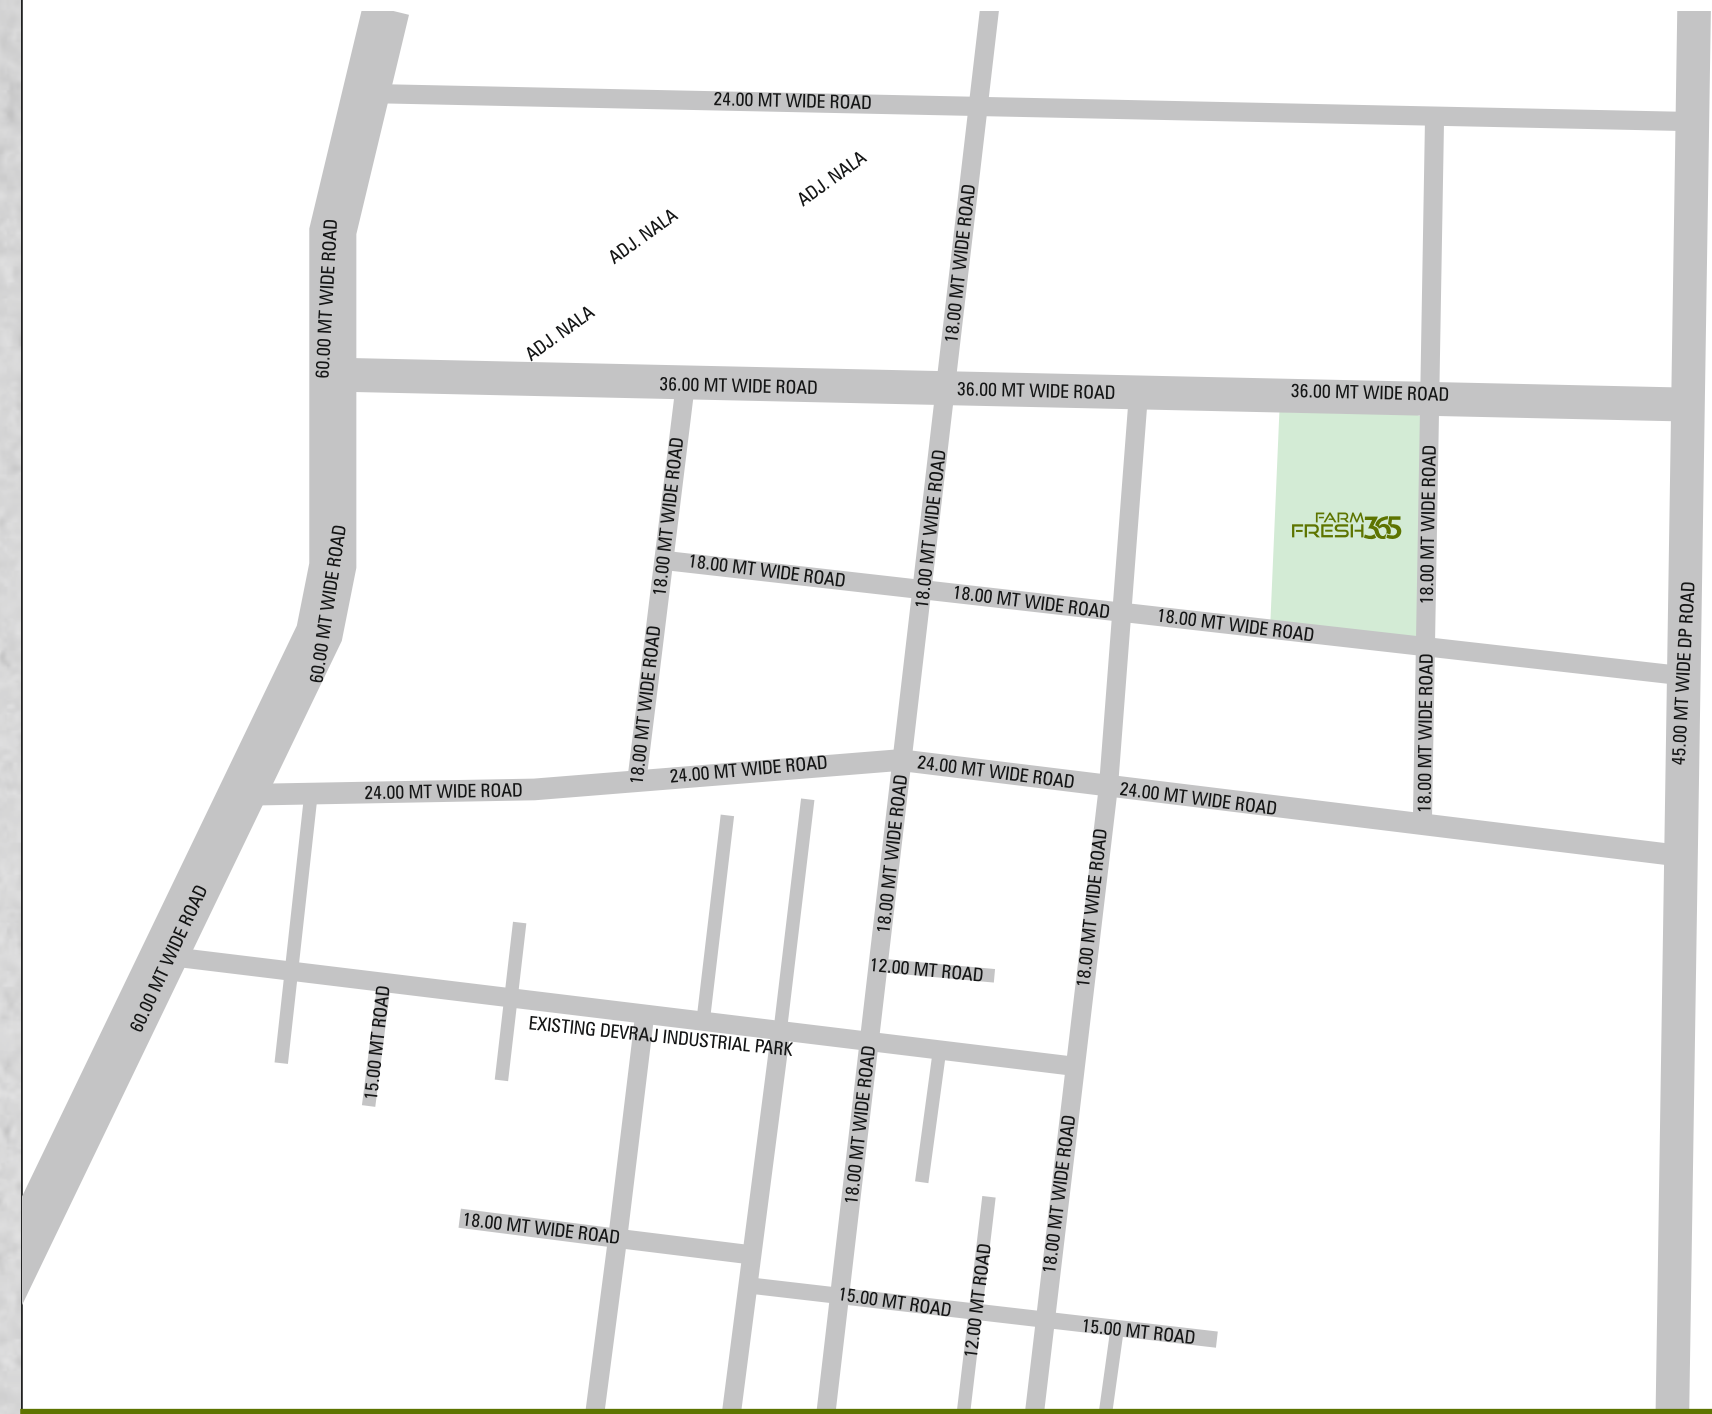 24.00 MT WIDE ROAD
ADJ. NALA
ADJ. NALA
ADJ. NALA
60.00 MT WIDE ROAD
18.00 MT WIDE ROAD
36.00 MT WIDE ROAD
36.00 MT WIDE ROAD
36.00 MT WIDE ROAD
18.00 MT WIDE ROAD
18.00 MT WIDE ROAD
18.00 MT WIDE ROAD
FARM
FRESH365
60.00 MT WIDE ROAD
18.00 MT WIDE ROAD
18.00 MT WIDE ROAD
18.00 MT WIDE ROAD
45.00 MT WIDE DP ROAD
18.00 MT WIDE ROAD
18.00 MT WIDE ROAD
24.00 MT WIDE ROAD
24.00 MT WIDE ROAD
24.00 MT WIDE ROAD
24.00 MT WIDE ROAD
18.00 MT WIDE ROAD
18.00 MT WIDE ROAD
60.00 MT WIDE ROAD
12.00 MT ROAD
15.00 MT ROAD
EXISTING DEVRAJ INDUSTRIAL PARK
18.00 MT WIDE ROAD
18.00 MT WIDE ROAD
18.00 MT WIDE ROAD
12.00 MT ROAD
15.00 MT ROAD
15.00 MT ROAD